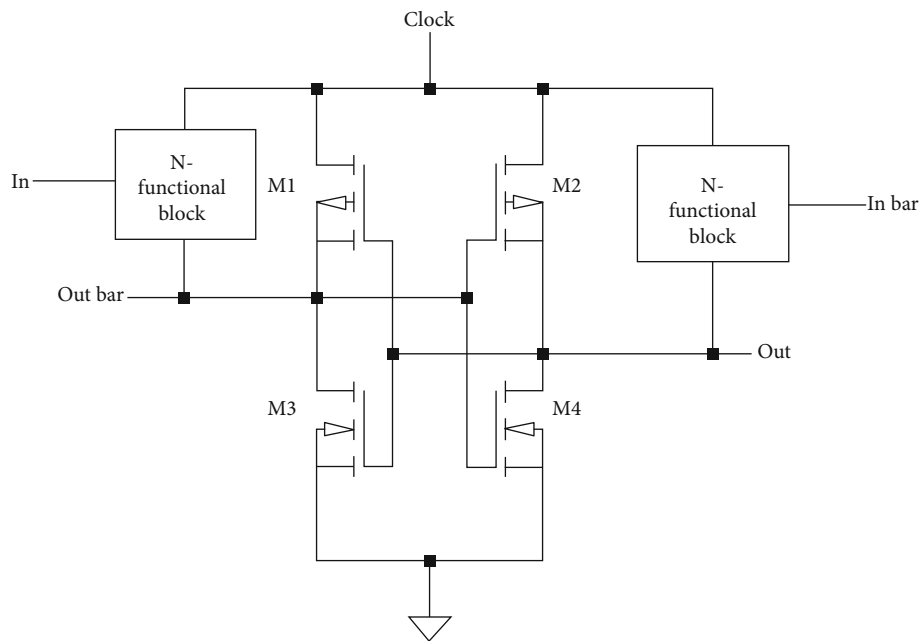 Clock
N-
functional
block
In
M1
M2
N-
functional
block
In bar
Out bar
Out
M3
M4